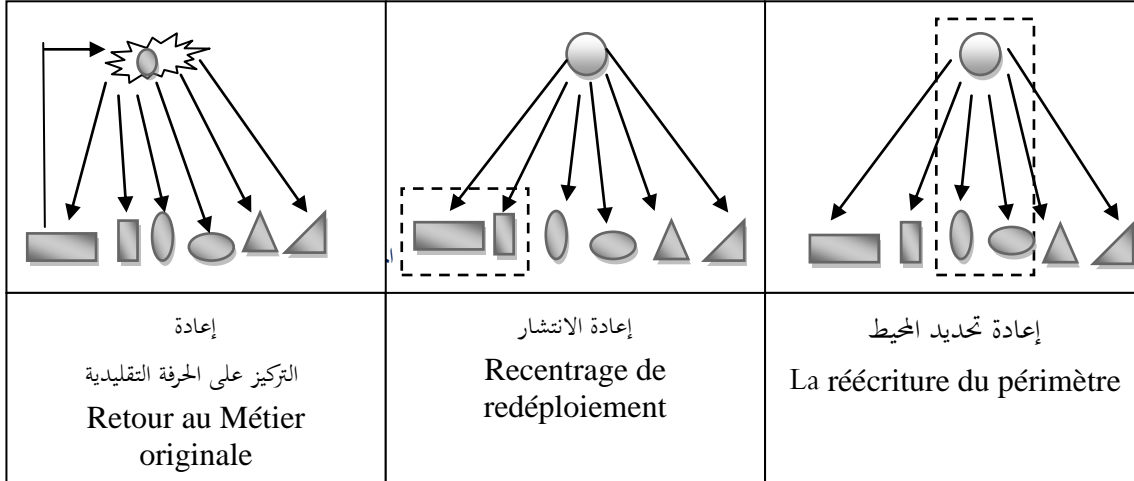 إعادة
التركيز على الحرفة التقليدية
Retour au Métier
originale
إعادة الانتشار
Recentrage de
redéploiement
إعادة تحديد المحيط
La réécriture du périmètre